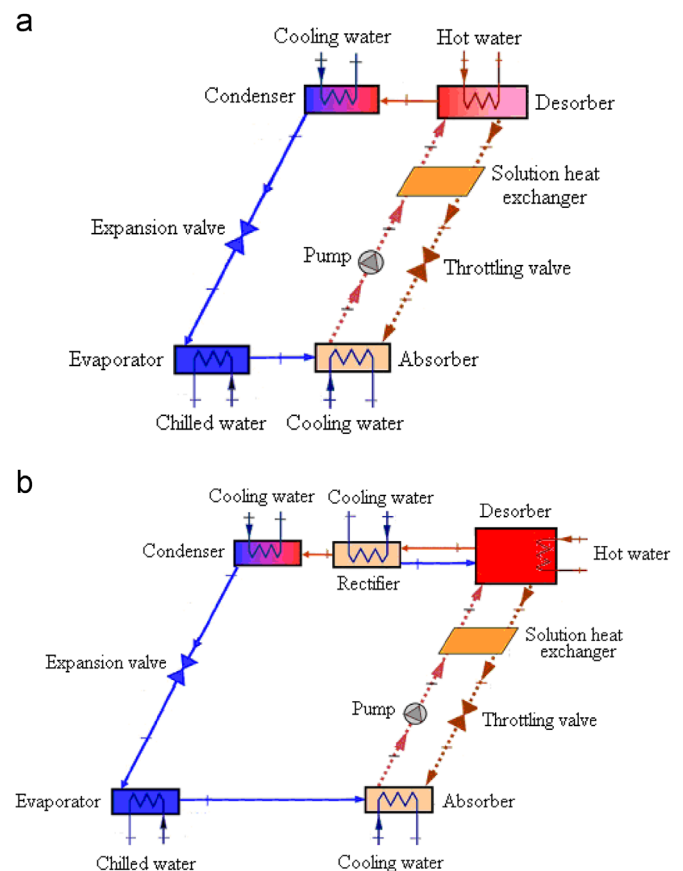 a
Cooling water
Hot water
Condenser
Desorber
Solution heat
exchanger
Expansion valve
Pump
Throttling valve
Evaporator
Absorber
Chilled water
Cooling water
b
Cooling water
Cooling water
Desorber
Condenser
Hot water
Rectifier
Solution heat
exchanger
Expansion valve
Pump
Throttling valve
Evaporator
Absorber
Chilled water
Cooling water